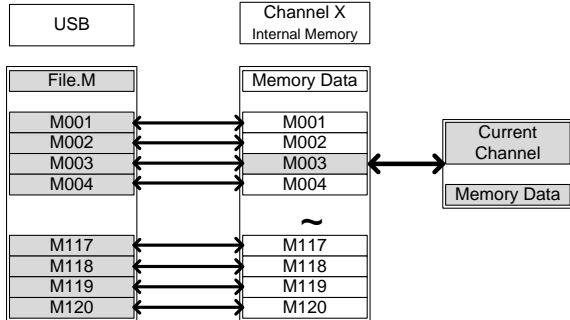 USB
Channel X
Internal Memory
File.M
Memory Data
M001
M001
M002
M002
M003
M003
M004
M004
Current
Channel
Memory Data
~
M117
M117
M118
M118
M119
M119
M120
M120